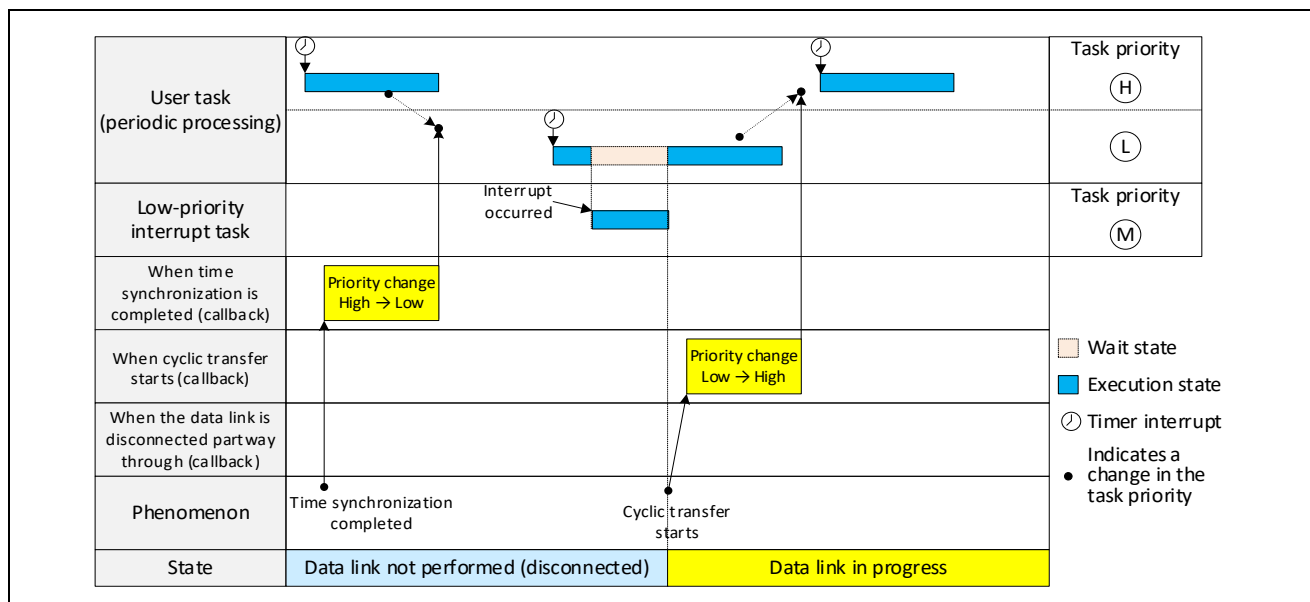 User task
(periodic processing)
Task priority
H
L
Low-priority
interrupt task
Interrupt
occurred
Task priority
M
When time
synchronization is
completed (callback)
Priority change
High → Low
When cyclic transfer
starts (callback)
Priority change
Low → High
When the data link is
disconnected partway
through (callback)
Phenomenon
Time synchronization
completed
Cyclic transfer
starts
State
Data link not performed (disconnected)
Data link in progress
Wait state
Execution state
Timer interrupt
Indicates a
change in the
task priority